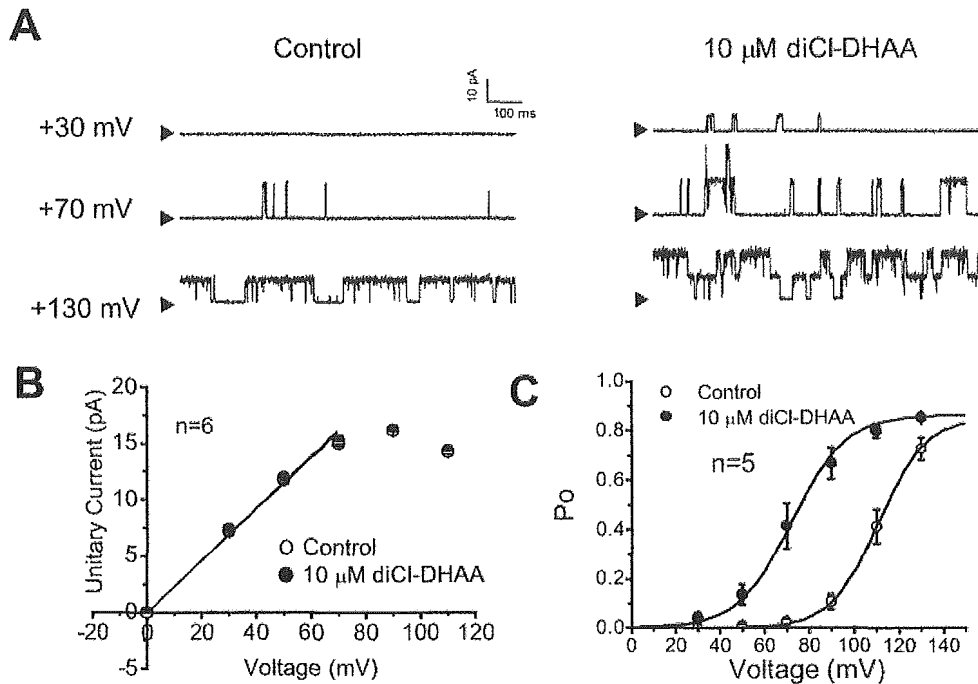 A
Control
10 μM diCl-DHAA
10 pA
100 ms
+30 mV
+70 mV
+130 mV
B
Unitary Current (pA)
20
15
10
5
0
-5
n=6
Control
10 μM diCl-DHAA
-20 0 20 40 60 80 100 120
Voltage (mV)
C
Po
1.0
0.8
0.6
0.4
0.2
0.0
Control
10 μM diCl-DHAA
n=5
0 20 40 60 80 100 120 140
Voltage (mV)